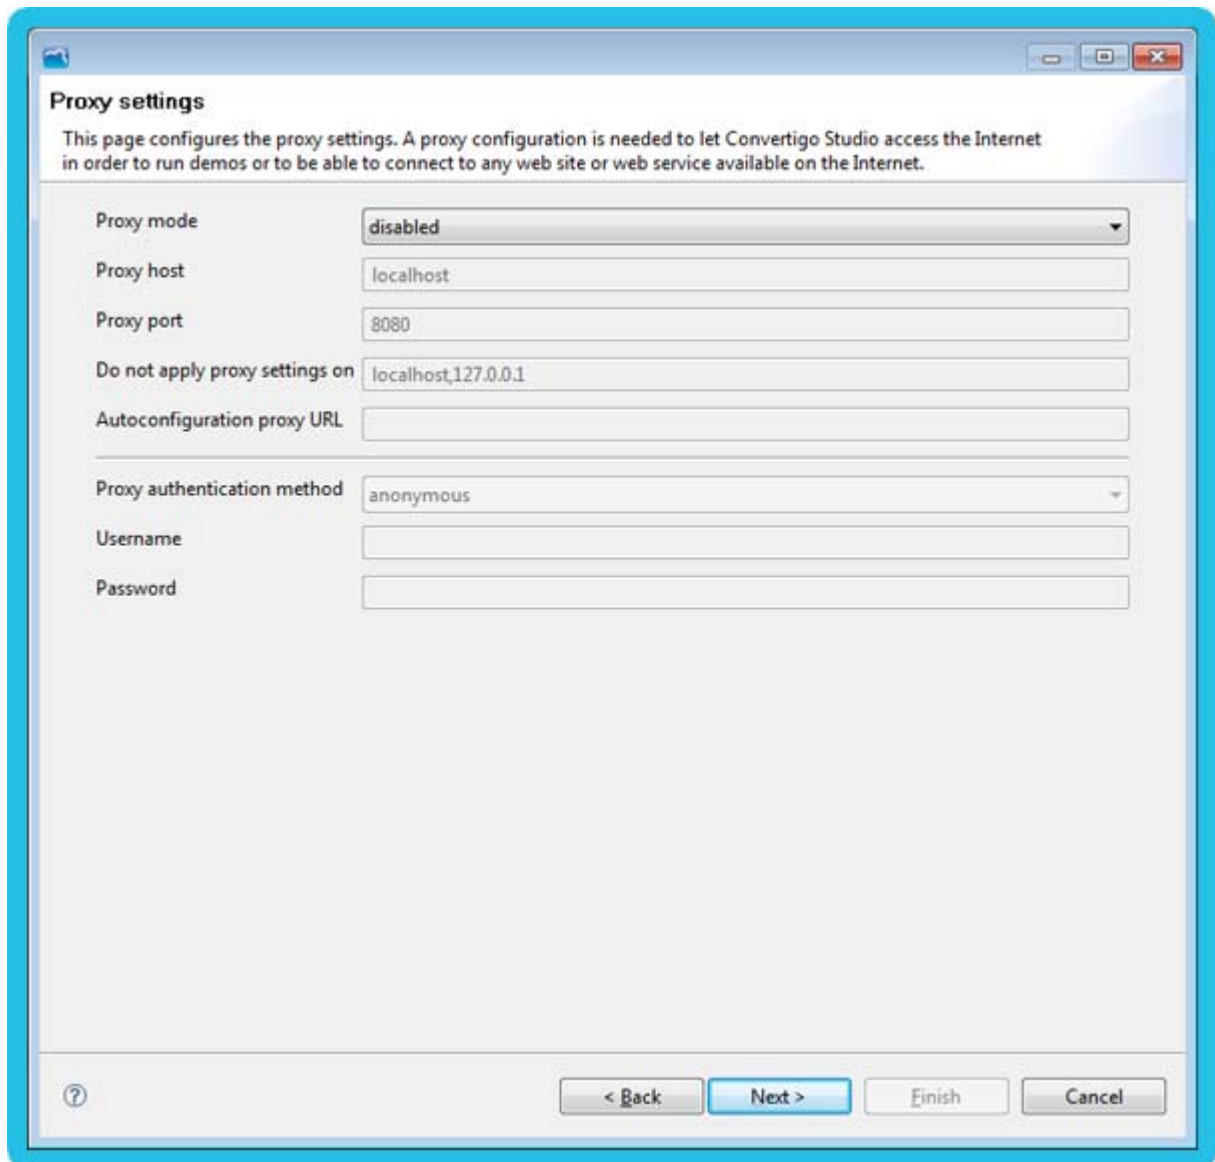 Proxy settings
This page configures the proxy settings. A proxy configuration is needed to let Convertigo Studio access the Internet
in order to run demos or to be able to connect to any web site or web service available on the Internet.
Proxy mode disabled
Proxy host localhost
Proxy port 8080
Do not apply proxy settings on localhost,127.0.0.1
Autoconfiguration proxy URL
Proxy authentication method anonymous
Username
Password
? < Back Next > Finish Cancel